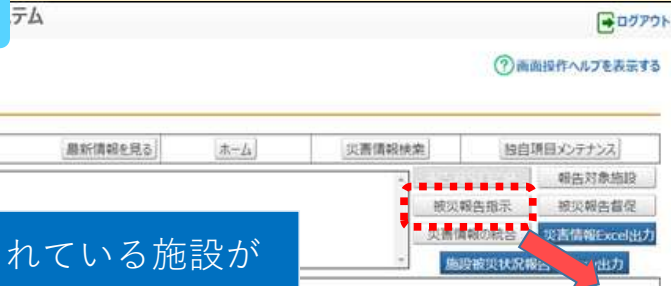 テム
ログアウト
?画面操作ヘルプを表示する
最新情報を見る ホーム 災害情報検索 独自項目メンテナンス
報告対象施設
被災報告指示 被災報告督促
災害情報の統合 災害情報Excel出力
施設被災状況報告 出力
れている施設が